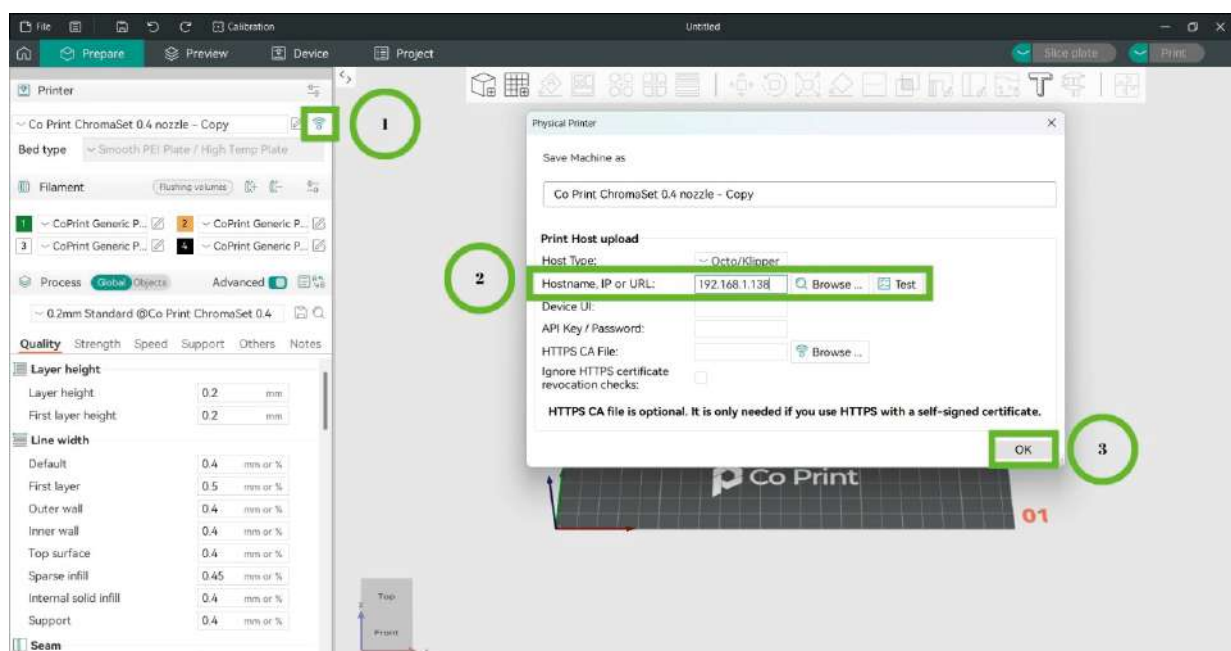 File
Calibration
Untitled
Prepare
Preview
Device
Project
Slice plate
Print
Printer
Co Print ChromaSet 0.4 nozzle - Copy
Bed type
Smooth PEI Plate / High Temp Plate
Filament
Flushing volumes
1 CoPrint Generic P... 2 CoPrint Generic P...
3 CoPrint Generic P... 4 CoPrint Generic P...
Process Global Objects Advanced
0.2mm Standard @Co Print ChromaSet 0.4
Quality Strength Speed Support Others Notes
Layer height
Layer height 0.2 mm
First layer height 0.2 mm
Line width
Default 0.4 mm or %
First layer 0.5 mm or %
Outer wall 0.4 mm or %
Inner wall 0.4 mm or %
Top surface 0.4 mm or %
Sparse infill 0.45 mm or %
Internal solid infill 0.4 mm or %
Support 0.4 mm or %
Seam
1
Physical Printer
Save Machine as
Co Print ChromaSet 0.4 nozzle - Copy
Print Host upload
Host Type: Octo/Klipper
2
Hostname, IP or URL: 192.168.1.138 Browse ... Test
Device UI:
API Key / Password:
HTTPS CA File: Browse ...
Ignore HTTPS certificate
revocation checks:
HTTPS CA file is optional. It is only needed if you use HTTPS with a self-signed certificate.
OK
3
Co Print
01
Top
Front